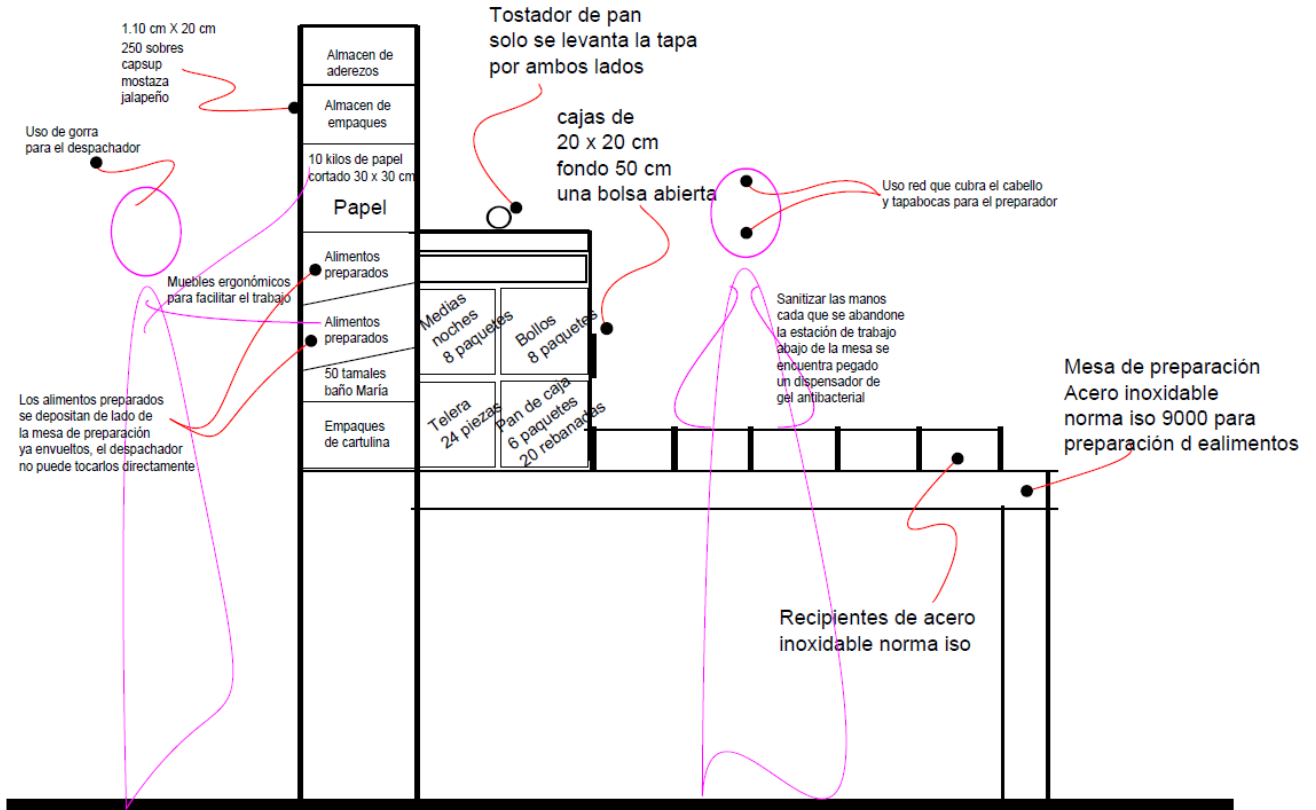 1.10 cm X 20 cm
250 sobres
capsup
mostaza
jalapeño
Uso de gorra
para el despachador
Almacen de
aderezos
Almacen de
empaques
10 kilos de papel
cortado 30 x 30 cm
Papel
Alimentos
preparados
Alimentos
preparados
50 tamales
baño María
Empaques
de cartulina
Muebles ergonómicos
para facilitar el trabajo
Los alimentos preparados
se depositan de lado de
la mesa de preparación
ya envueltos, el despachador
no puede tocarlos directamente
Tostador de pan
solo se levanta la tapa
por ambos lados
cajas de
20 x 20 cm
fondo 50 cm
una bolsa abierta
Medias
noches
8 paquetes
Bollos
8 paquetes
Telera
24 piezas
Pan de caja
6 paquetes
20 rebanadas
Uso red que cubra el cabello
y tapabocas para el preparador
Sanitizar las manos
cada que se abandone
la estación de trabajo
abajo de la mesa se
encuentra pegado
un dispensador de
gel antibacterial
Mesa de preparación
Acero inoxidable
norma iso 9000 para
preparación d ealimentos
Recipientes de acero
inoxidable norma iso